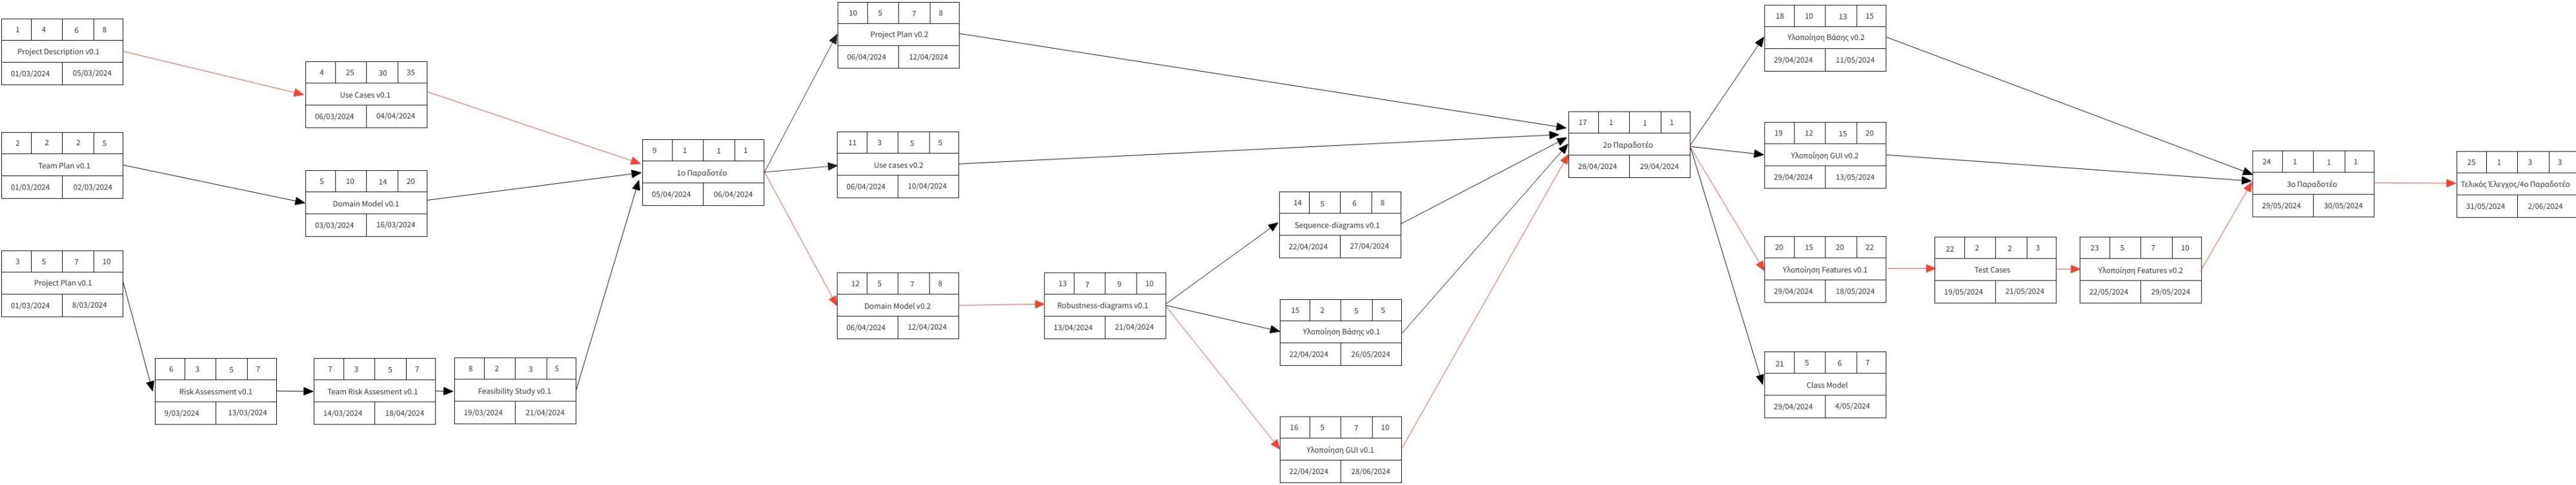 1 4 6 8
Project Description v0.1
01/03/2024 05/03/2024
2 2 2 5
Team Plan v0.1
01/03/2024 02/03/2024
3 5 7 10
Project Plan v0.1
01/03/2024 8/03/2024
4 25 30 35
Use Cases v0.1
06/03/2024 04/04/2024
5 10 14 20
Domain Model v0.1
03/03/2024 16/03/2024
6 3 5 7
Risk Assessment v0.1
9/03/2024 13/03/2024
7 3 5 7
Team Risk Assesment v0.1
14/03/2024 18/04/2024
8 2 3 5
Feasibility Study v0.1
19/03/2024 21/04/2024
9 1 1 1
1ο Παραδοτέο
05/04/2024 06/04/2024
10 5 7 8
Project Plan v0.2
06/04/2024 12/04/2024
11 3 5 5
Use cases v0.2
06/04/2024 10/04/2024
12 5 7 8
Domain Model v0.2
06/04/2024 12/04/2024
13 7 9 10
Robustness-diagrams v0.1
13/04/2024 21/04/2024
14 5 6 8
Sequence-diagrams v0.1
22/04/2024 27/04/2024
15 2 5 5
Υλοποίηση Βάσης v0.1
22/04/2024 26/05/2024
16 5 7 10
Υλοποίηση GUI v0.1
22/04/2024 28/06/2024
17 1 1 1
2ο Παραδοτέο
28/04/2024 29/04/2024
18 10 13 15
Υλοποίηση Βάσης v0.2
29/04/2024 11/05/2024
19 12 15 20
Υλοποίηση GUI v0.2
29/04/2024 13/05/2024
20 15 20 22
Υλοποίηση Features v0.1
29/04/2024 18/05/2024
21 5 6 7
Class Model
29/04/2024 4/05/2024
22 2 2 3
Test Cases
19/05/2024 21/05/2024
23 5 7 10
Υλοποίηση Features v0.2
22/05/2024 29/05/2024
24 1 1 1
3ο Παραδοτέο
29/05/2024 30/05/2024
25 1 3 3
Τελικός Έλεγχος/4ο Παραδοτέο
31/05/2024 2/06/2024